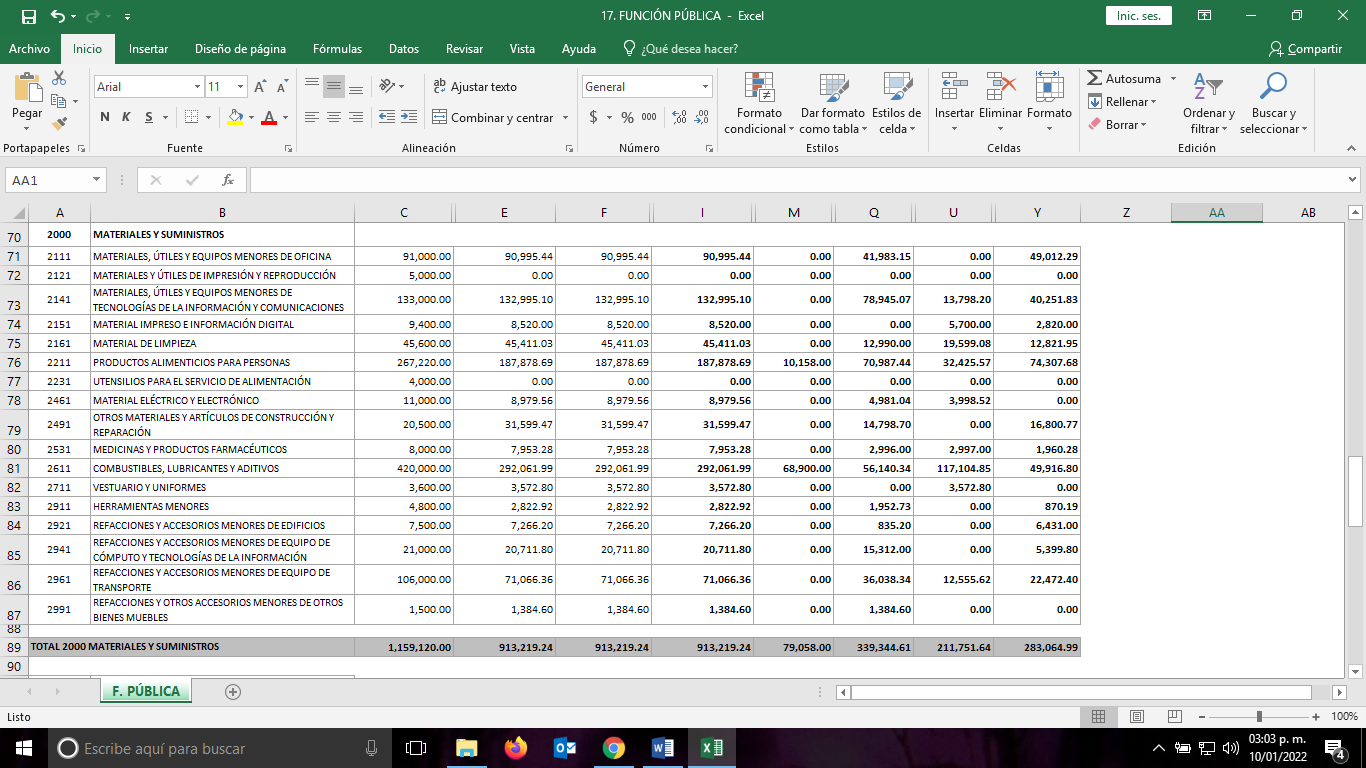 17. FUNCIÓN PÚBLICA - Excel
Inic. ses.
Archivo Inicio Insertar Diseño de página Fórmulas Datos Revisar Vista Ayuda ¿Qué desea hacer? Compartir
Pegar
Arial 11 A A
N K S A
ab Ajustar texto
Combinar y centrar
General
$ % 000
Formato condicional
Dar formato como tabla
Estilos de celda
Insertar Eliminar Formato
Autosuma
Rellenar
Borrar
Ordenar y filtrar
Buscar y seleccionar
Portapapeles Fuente Alineación Número Estilos Celdas Edición
AA1 fx
A B C E F I M Q U Y Z AA AB
70 2000 MATERIALES Y SUMINISTROS
71 2111 MATERIALES, ÚTILES Y EQUIPOS MENORES DE OFICINA 91,000.00 90,995.44 90,995.44 90,995.44 0.00 41,983.15 0.00 49,012.29
72 2121 MATERIALES Y ÚTILES DE IMPRESIÓN Y REPRODUCCIÓN 5,000.00 0.00 0.00 0.00 0.00 0.00 0.00 0.00
73 2141 MATERIALES, ÚTILES Y EQUIPOS MENORES DE
TECNOLOGÍAS DE LA INFORMACIÓN Y COMUNICACIONES 133,000.00 132,995.10 132,995.10 132,995.10 0.00 78,945.07 13,798.20 40,251.83
74 2151 MATERIAL IMPRESO E INFORMACIÓN DIGITAL 9,400.00 8,520.00 8,520.00 8,520.00 0.00 0.00 5,700.00 2,820.00
75 2161 MATERIAL DE LIMPIEZA 45,600.00 45,411.03 45,411.03 45,411.03 0.00 12,990.00 19,599.08 12,821.95
76 2211 PRODUCTOS ALIMENTICIOS PARA PERSONAS 267,220.00 187,878.69 187,878.69 187,878.69 10,158.00 70,987.44 32,425.57 74,307.68
77 2231 UTENSILIOS PARA EL SERVICIO DE ALIMENTACIÓN 4,000.00 0.00 0.00 0.00 0.00 0.00 0.00 0.00
78 2461 MATERIAL ELÉCTRICO Y ELECTRÓNICO 11,000.00 8,979.56 8,979.56 8,979.56 0.00 4,981.04 3,998.52 0.00
79 2491 OTROS MATERIALES Y ARTÍCULOS DE CONSTRUCCIÓN Y
REPARACIÓN 20,500.00 31,599.47 31,599.47 31,599.47 0.00 14,798.70 0.00 16,800.77
80 2531 MEDICINAS Y PRODUCTOS FARMACÉUTICOS 8,000.00 7,953.28 7,953.28 7,953.28 0.00 2,996.00 2,997.00 1,960.28
81 2611 COMBUSTIBLES, LUBRICANTES Y ADITIVOS 420,000.00 292,061.99 292,061.99 292,061.99 68,900.00 56,140.34 117,104.85 49,916.80
82 2711 VESTUARIO Y UNIFORMES 3,600.00 3,572.80 3,572.80 3,572.80 0.00 0.00 3,572.80 0.00
83 2911 HERRAMIENTAS MENORES 4,800.00 2,822.92 2,822.92 2,822.92 0.00 1,952.73 0.00 870.19
84 2921 REFACCIONES Y ACCESORIOS MENORES DE EDIFICIOS 7,500.00 7,266.20 7,266.20 7,266.20 0.00 835.20 0.00 6,431.00
85 2941 REFACCIONES Y ACCESORIOS MENORES DE EQUIPO DE
CÓMPUTO Y TECNOLOGÍAS DE LA INFORMACIÓN 21,000.00 20,711.80 20,711.80 20,711.80 0.00 15,312.00 0.00 5,399.80
86 2961 REFACCIONES Y ACCESORIOS MENORES DE EQUIPO DE
TRANSPORTE 106,000.00 71,066.36 71,066.36 71,066.36 0.00 36,038.34 12,555.62 22,472.40
87 2991 REFACCIONES Y OTROS ACCESORIOS MENORES DE OTROS
BIENES MUEBLES 1,500.00 1,384.60 1,384.60 1,384.60 0.00 1,384.60 0.00 0.00
88
89 TOTAL 2000 MATERIALES Y SUMINISTROS 1,159,120.00 913,219.24 913,219.24 913,219.24 79,058.00 339,344.61 211,751.64 283,064.99
90
F. PÚBLICA
Listo 100%
Escribe aquí para buscar
03:03 p. m.
10/01/2022
4